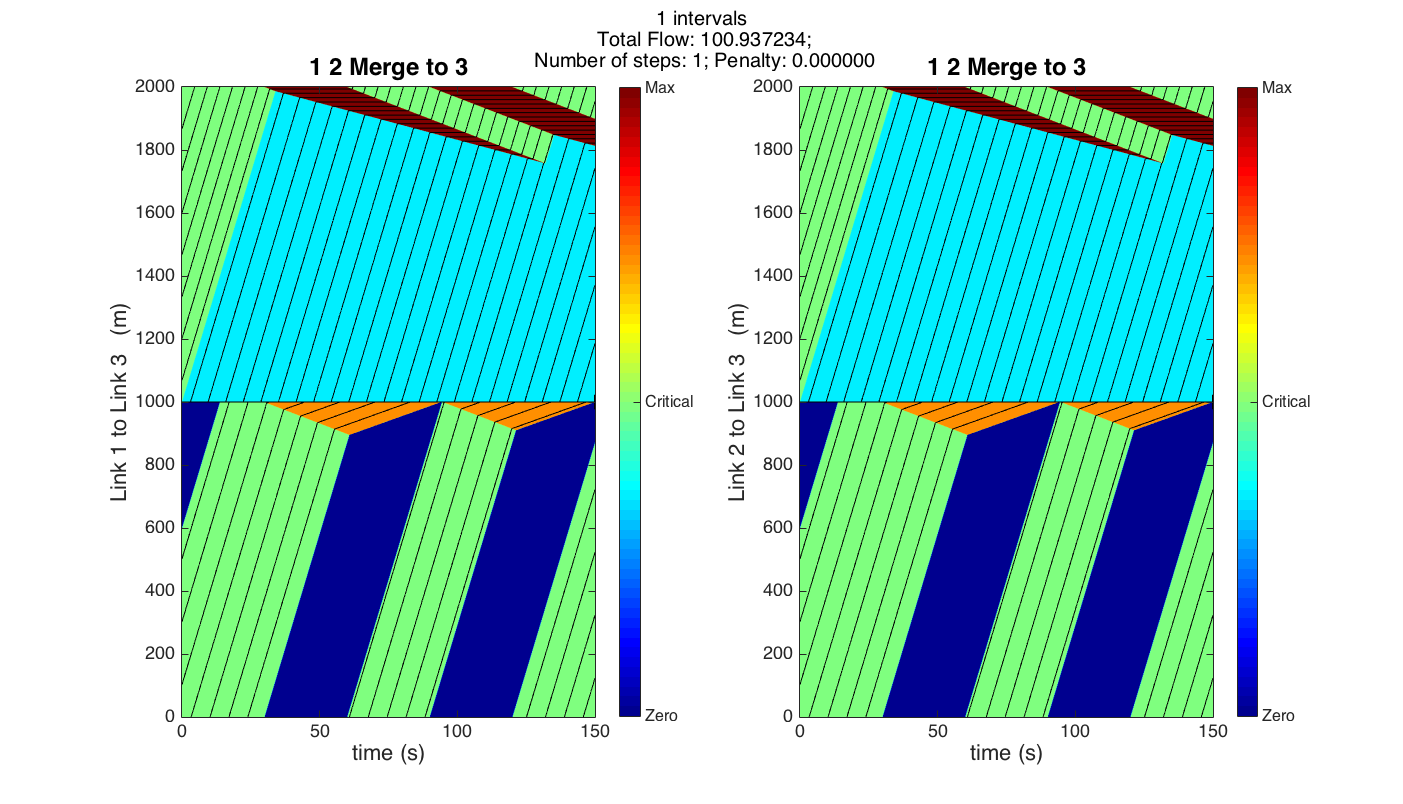 1 intervals
Total Flow: 100.937234;
Number of steps: 1; Penalty: 0.000000
1 2 Merge to 3
2000
1800
1600
1400
1200
1000
800
600
400
200
0
Link 1 to Link 3 (m)
0
50
100
150
time (s)
Max
Critical
Zero
1 2 Merge to 3
2000
1800
1600
1400
1200
1000
800
600
400
200
0
Link 2 to Link 3 (m)
0
50
100
150
time (s)
Max
Critical
Zero